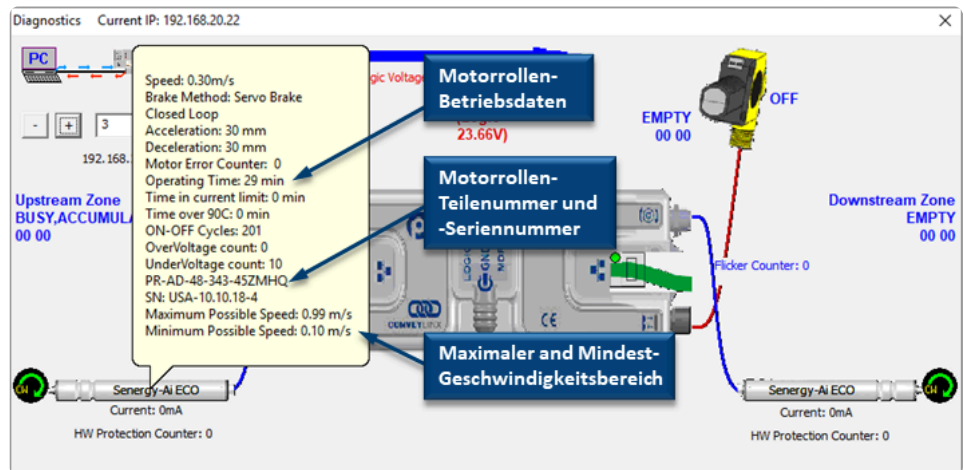 Diagnostics Current IP: 192.168.20.22
PC
Speed: 0.30m/s
Brake Method: Servo Brake
Closed Loop
Acceleration: 30 mm
Deceleration: 30 mm
Motor Error Counter: 0
Operating Time: 29 min
Time in current limit: 0 min
Time over 90C: 0 min
ON-OFF Cycles: 201
OverVoltage count: 0
UnderVoltage count: 10
PR-AD-48-343-45ZMHQ
SN: USA-10.10.18-4
Maximum Possible Speed: 0.99 m/s
Minimum Possible Speed: 0.10 m/s
Motorrollen-
Betriebsdaten
23.66V)
EMPTY
00 00
OFF
- + 3
192.168.
Motorrollen-
Teilenummer und
-Seriennummer
Upstream Zone
BUSY,ACCUMULA
00 00
Downstream Zone
EMPTY
00 00
LOGIC
GND
Flicker Counter: 0
CONVEYLINX
CE
Maximaler and Mindest-
Geschwindigkeitsbereich
CW
Senergy-Ai ECO
Current: 0mA
HW Protection Counter: 0
Senergy-Ai ECO
CW
Current: 0mA
HW Protection Counter: 0